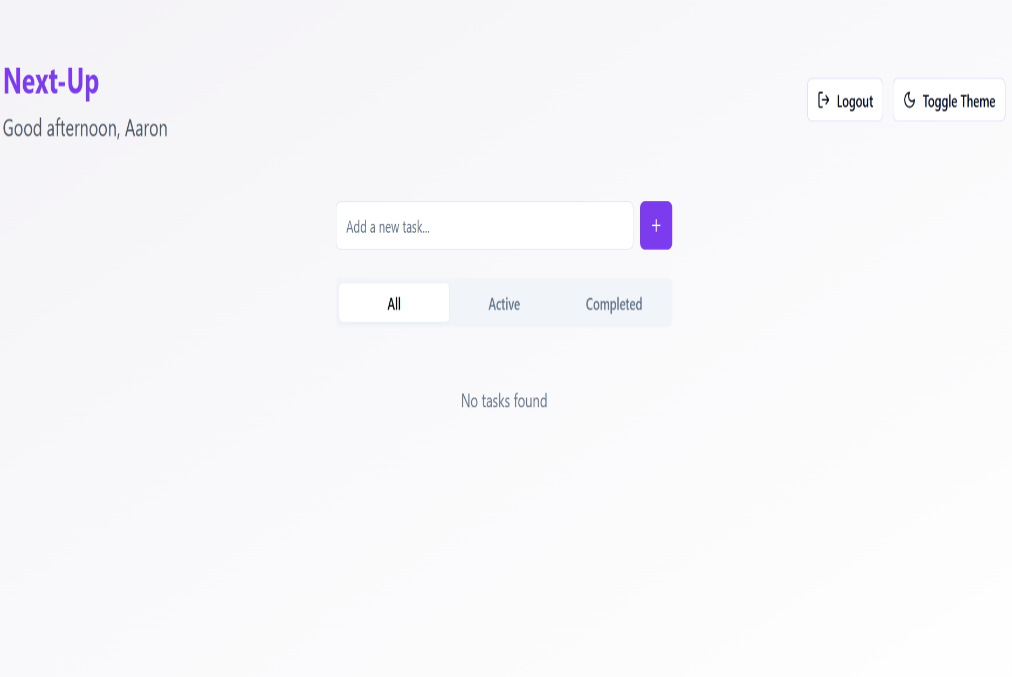 Next-Up
Good afternoon, Aaron
Logout
Toggle Theme
Add a new task...
+
All
Active
Completed
No tasks found